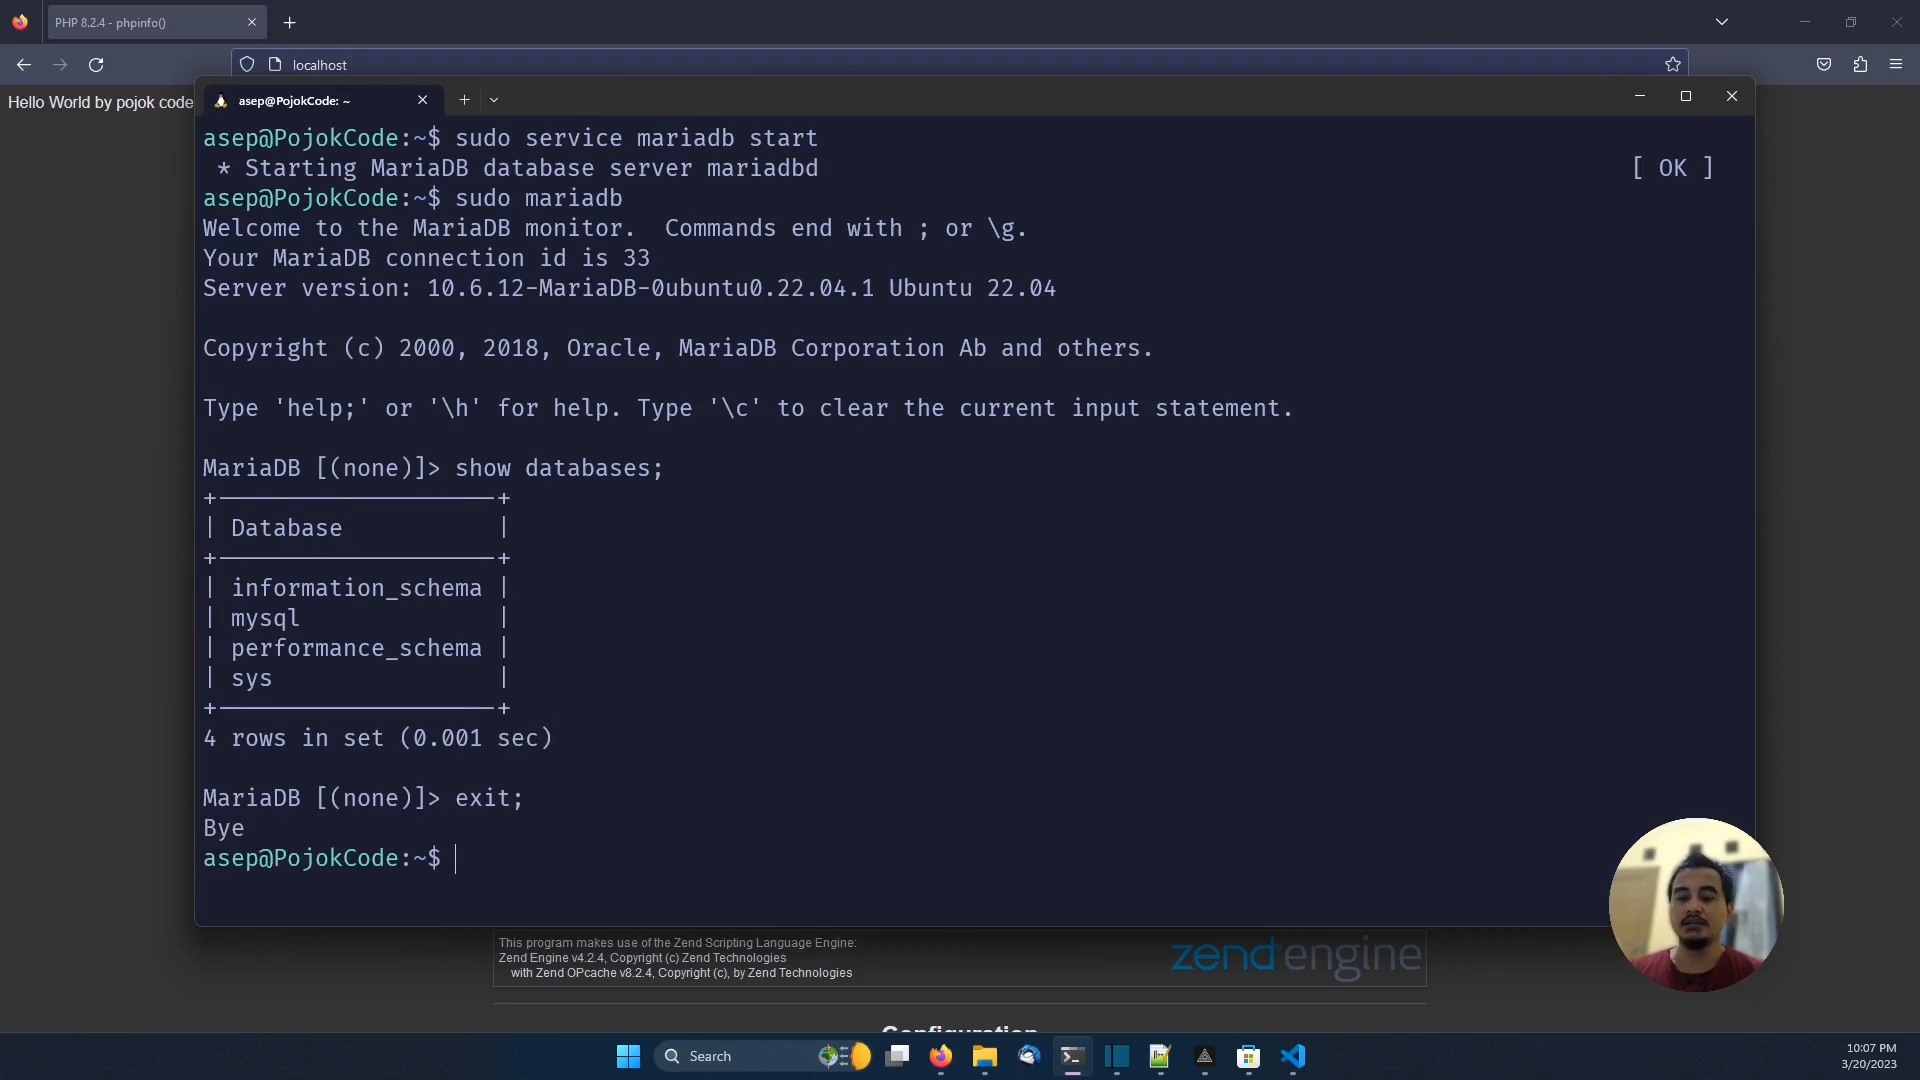 PHP 8.2.4 - phpinfo()
localhost
Hello World by pojok code
asep@PojokCode: ~
asep@PojokCode:~$ sudo service mariadb start
* Starting MariaDB database server mariadbd [ OK ]
asep@PojokCode:~$ sudo mariadb
Welcome to the MariaDB monitor.  Commands end with ; or \g.
Your MariaDB connection id is 33
Server version: 10.6.12-MariaDB-0ubuntu0.22.04.1 Ubuntu 22.04
Copyright (c) 2000, 2018, Oracle, MariaDB Corporation Ab and others.
Type 'help;' or '\h' for help. Type '\c' to clear the current input statement.
MariaDB [(none)]> show databases;
+--------------------+
| Database           |
+--------------------+
| information_schema |
| mysql              |
| performance_schema |
| sys                |
+--------------------+
4 rows in set (0.001 sec)
MariaDB [(none)]> exit;
Bye
asep@PojokCode:~$
This program makes use of the Zend Scripting Language Engine:
Zend Engine v4.2.4, Copyright (c) Zend Technologies
with Zend OPcache v8.2.4, Copyright (c), by Zend Technologies
zend engine
Configuration
Search
10:07 PM
3/20/2023